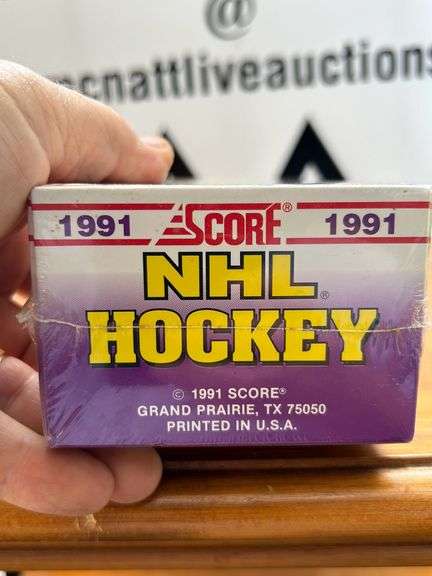 @
mcnattliveauctions
1991 SCORE® 1991
NHL®
HOCKEY
© 1991 SCORE®
GRAND PRAIRIE, TX 75050
PRINTED IN U.S.A.